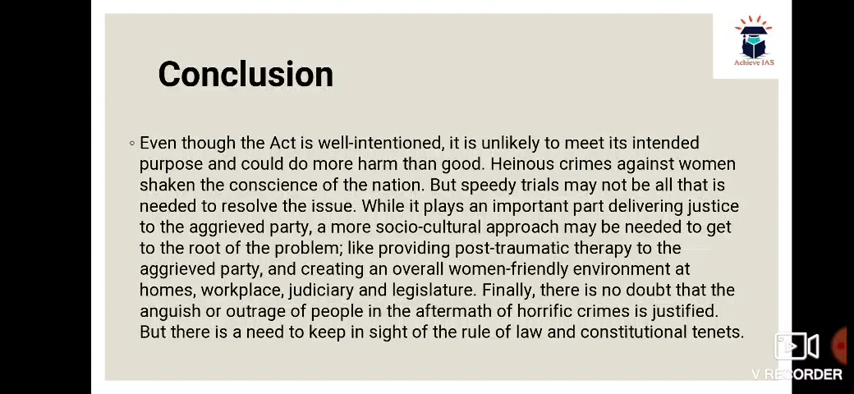 Achieve IAS
Conclusion
◦ Even though the Act is well-intentioned, it is unlikely to meet its intended
purpose and could do more harm than good. Heinous crimes against women
shaken the conscience of the nation. But speedy trials may not be all that is
needed to resolve the issue. While it plays an important part delivering justice
to the aggrieved party, a more socio-cultural approach may be needed to get
to the root of the problem; like providing post-traumatic therapy to the
aggrieved party, and creating an overall women-friendly environment at
homes, workplace, judiciary and legislature. Finally, there is no doubt that the
anguish or outrage of people in the aftermath of horrific crimes is justified.
But there is a need to keep in sight of the rule of law and constitutional tenets.
V RECORDER